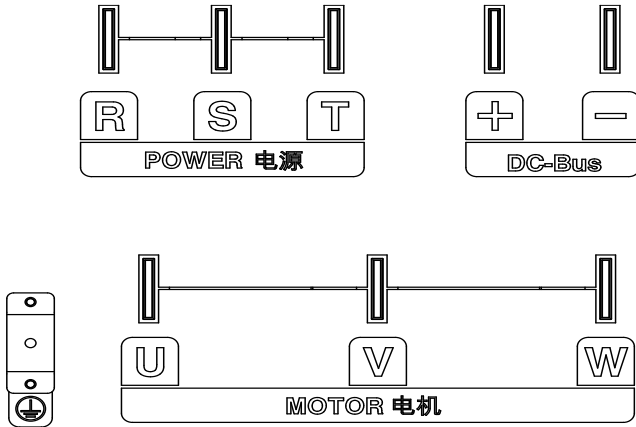 R S T + -
POWER 电源 DC-Bus
U V W
MOTOR 电机